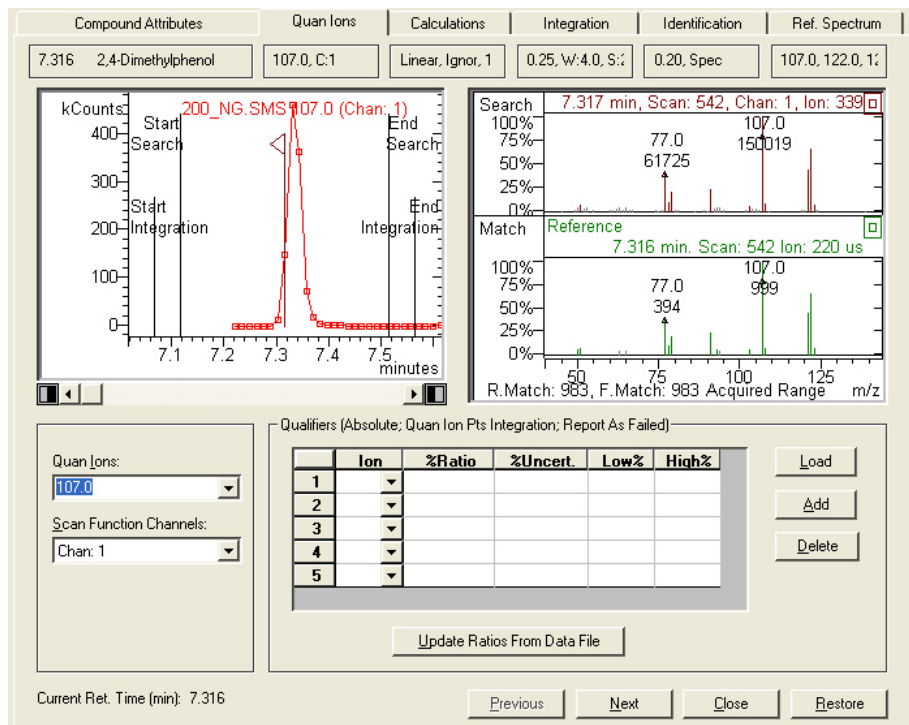 Compound Attributes
Quan Ions
Calculations
Integration
Identification
Ref. Spectrum
7.316 2,4-Dimethylphenol
107.0, C:1
Linear, Ignor, 1
0.25, W:4.0, S:2
0.20, Spec
107.0, 122.0, 12
kCounts
200_NG.SMS 107.0 (Chan: 1)
400
300
200
100
0
Start
Search
End
Search
Start
Integration
End
Integration
7.1 7.2 7.3 7.4 7.5
minutes
Search
7.317 min, Scan: 542, Chan: 1, Ion: 339
100%
75%
50%
25%
0%
77.0
61725
107.0
150019
Match
Reference
7.316 min. Scan: 542 Ion: 220 us
100%
75%
50%
25%
0%
77.0
394
107.0
999
50 75 100 125
R.Match: 983, F.Match: 983 Acquired Range m/z
Quan Ions:
107.0
Scan Function Channels:
Chan: 1
Qualifiers (Absolute; Quan Ion Pts Integration; Report As Failed)
Ion %Ratio %Uncert. Low% High%
1
2
3
4
5
Load
Add
Delete
Update Ratios From Data File
Current Ret. Time (min): 7.316
Previous
Next
Close
Restore